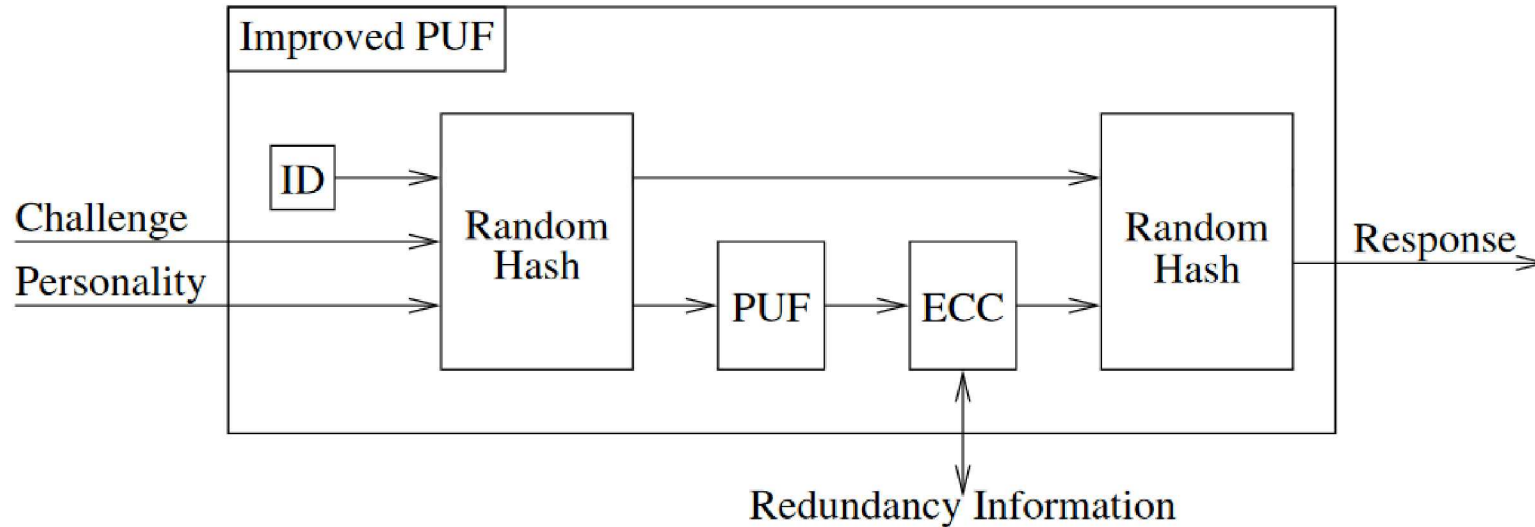 Improved PUF
ID
Challenge
Personality
Random
Hash
PUF
ECC
Random
Hash
Response
Redundancy Information